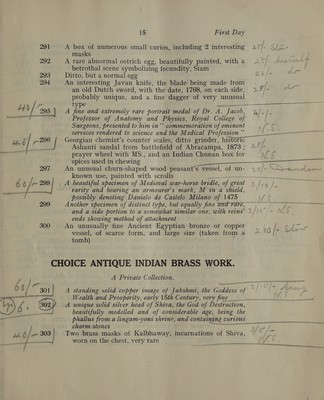 15 First Day
291 A box of numerous small curios, including 2 interesting
masks
292 A rare abnormal ostrich egg, beautifully painted, with a
betrothal scene symbolizing fecundity, Siam
293 Ditto, but a normal egg
294 An interesting Javan knife, the blade being made from
an old Dutch sword, with the date, 1768, on each side,
probably unique, and a fine dagger of very unusual
type
295 A fine and extremely rare portrait medal of Dr. A. Jacob,
Professor of Anatomy and Physics, Royal College of
Surgeons, presented to him in " commemoration of eminent
services rendered to science and the Medical Profession "
296 Georgian chemist's counter scales, ditto grinder, historic
Ashanti sandal from battlefield of Abracampa, 1873 ;
prayer wheel with MS., and an Indian Chunan box for
spices used in chewing
297 An unusual churn-shaped wood peasant's vessel, of un-
known use, painted with scrolls
60/- 298 A beautiful specimen of Mediæval war-horse bridle, of great
rarity and bearing an armourer's mark, M in a shield,
possibly denoting Danielo de Castelo Milano of 1475
299 Another specimen of distinct type, but equally fine and rare,
and a side portion to a somewhat similar one, with reins'
ends showing method of attachment
300 An unusually fine Ancient Egyptian bronze or copper
vessel, of scarce form, and large size (taken from a
tomb)
CHOICE ANTIQUE INDIAN BRASS WORK.
A Private Collection.
301 A standing solid copper image of Jakshmi, the Goddess of
Wealth and Prosperity, early 15th Century, very fine
302 A unique solid silver head of Shiva, the God of Destruction,
beautifully modelled and of considerable age, being the
phallus from a lingam-yoni shrine, and containing curious
charm stones
303 Two brass masks of Kalbhaway, incarnations of Shiva,
worn on the chest, very rare